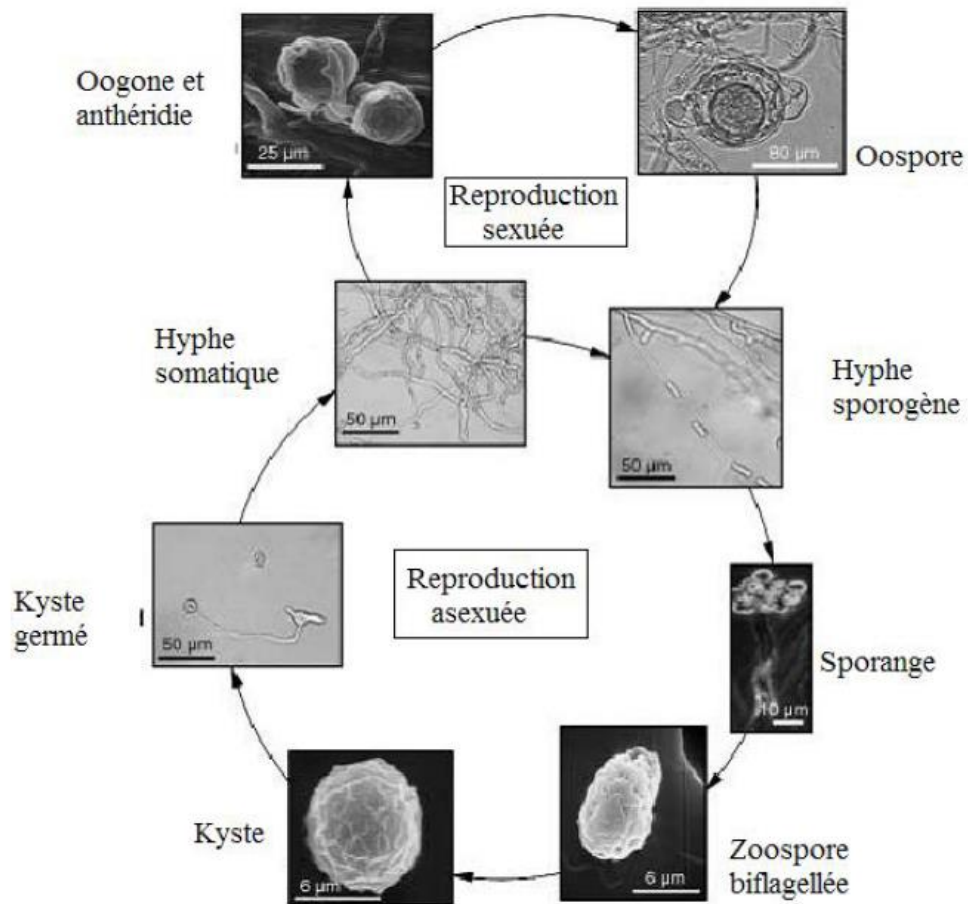 Oogone et
anthéridie
25 µm
80 µm
Oospore
Reproduction
sexuée
Hyphe
somatique
50 µm
50 µm
Hyphe
sporogène
Kyste
germé
50 µm
Reproduction
asexuée
10 µm
Sporange
Kyste
6 µm
6 µm
Zoospore
biflagellée